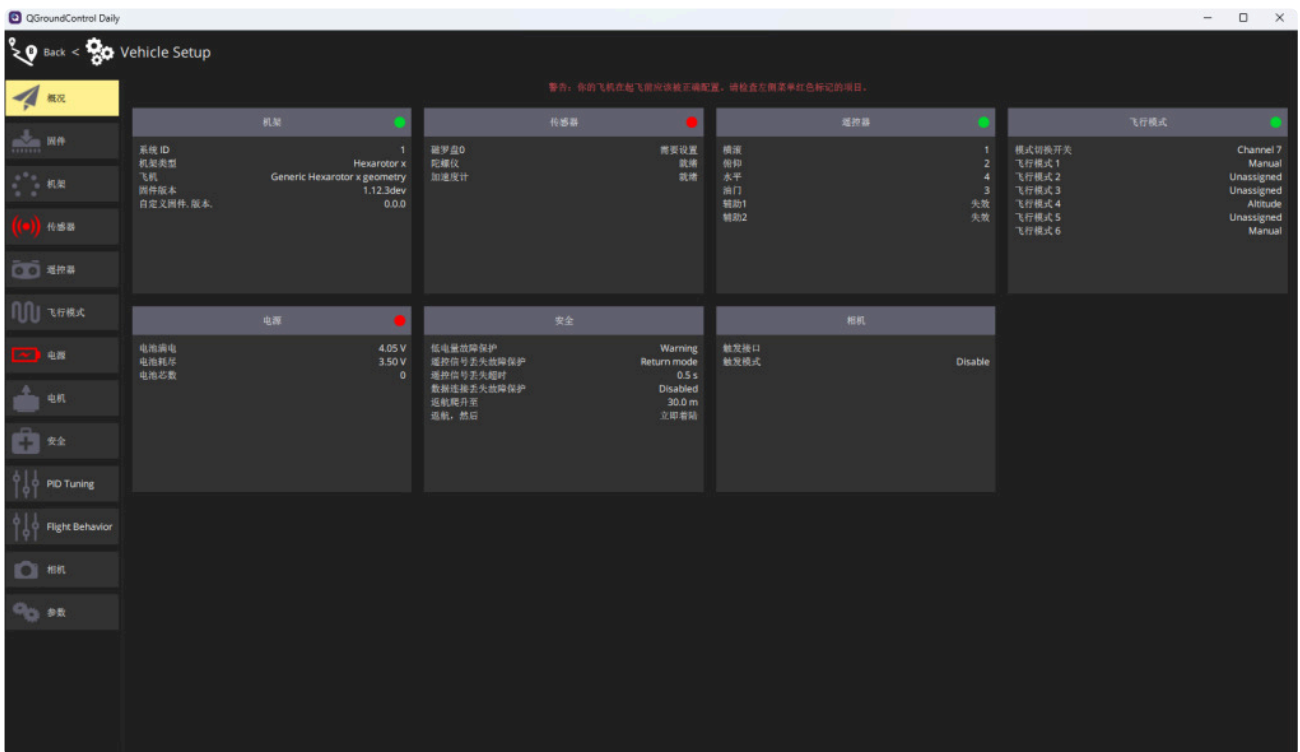 QGroundControl Daily
Back < Vehicle Setup
警告：你的飞机在起飞前应该被正确配置。请检查左侧菜单红色标记的项目。
概况
固件
机架
传感器
遥控器
飞行模式
电源
电机
安全
PID Tuning
Flight Behavior
相机
参数
机架
系统 ID 1
机架类型 Hexarotor x
飞机 Generic Hexarotor x geometry
固件版本 1.12.3dev
自定义固件. 版本. 0.0.0
传感器
磁罗盘0 需要设置
陀螺仪 就绪
加速度计 就绪
遥控器
横滚 1
俯仰 2
水平 4
油门 3
辅助1 失效
辅助2 失效
飞行模式
模式切换开关 Channel 7
飞行模式 1 Manual
飞行模式 2 Unassigned
飞行模式 3 Unassigned
飞行模式 4 Altitude
飞行模式 5 Unassigned
飞行模式 6 Manual
电源
电池满电 4.05 V
电池耗尽 3.50 V
电池芯数 0
安全
低电量故障保护 Warning
遥控信号丢失故障保护 Return mode
遥控信号丢失超时 0.5 s
数据连接丢失故障保护 Disabled
返航爬升至 30.0 m
返航，然后 立即着陆
相机
触发接口
触发模式 Disable